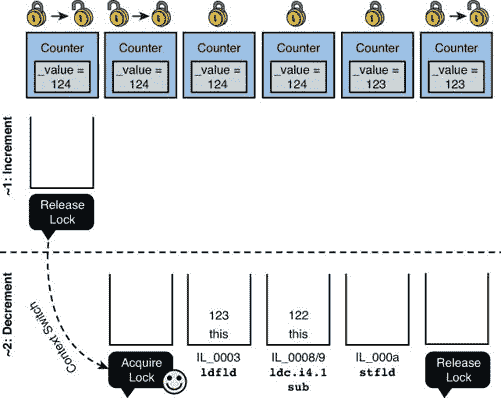 Counter
_value =
124
Counter
_value =
124
Counter
_value =
124
Counter
_value =
124
Counter
_value =
123
Counter
_value =
123
~1: Increment
Release
Lock
Context Switch
~2: Decrement
123
this
122
this
Acquire
Lock
IL_0003
ldfld
IL_0008/9
ldc.i4.1
sub
IL_000a
stfld
Release
Lock